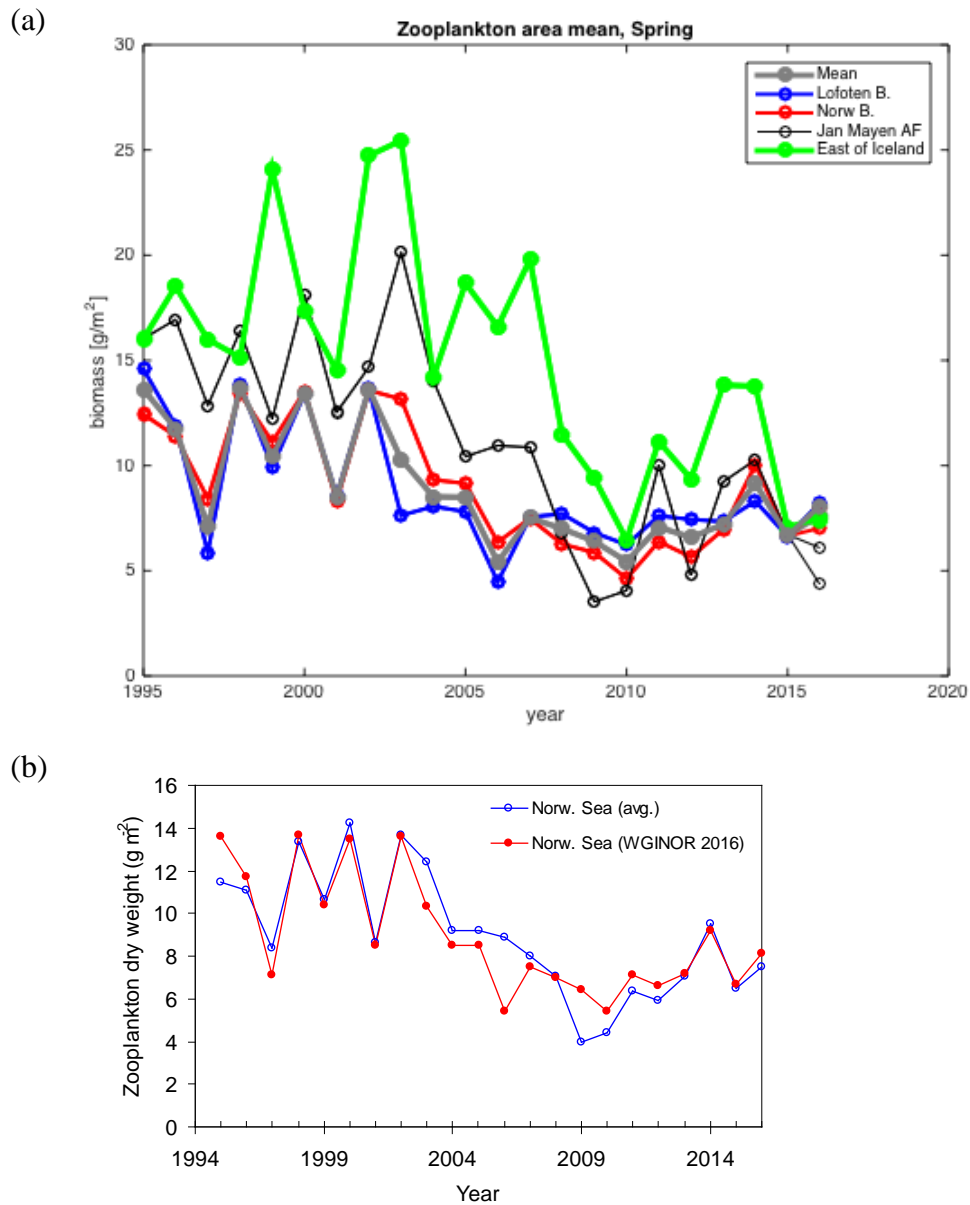 (a)
Zooplankton area mean, Spring
30
25
20
15
10
5
0
biomass [g/m²]
Mean
Lofoten B.
Norw B.
Jan Mayen AF
East of Iceland
1995 2000 2005 2010 2015 2020
year
(b)
16
14
12
10
8
6
4
2
0
Zooplankton dry weight (g m⁻²)
Norw. Sea (avg.)
Norw. Sea (WGINOR 2016)
1994 1999 2004 2009 2014
Year